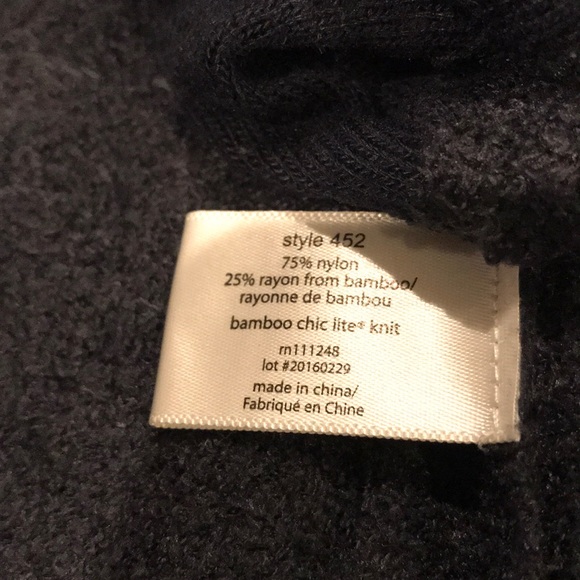 style 452
75% nylon
25% rayon from bamboo/
rayonne de bambou
bamboo chic lite® knit
rn111248
lot #20160229
made in china/
Fabriqué en Chine